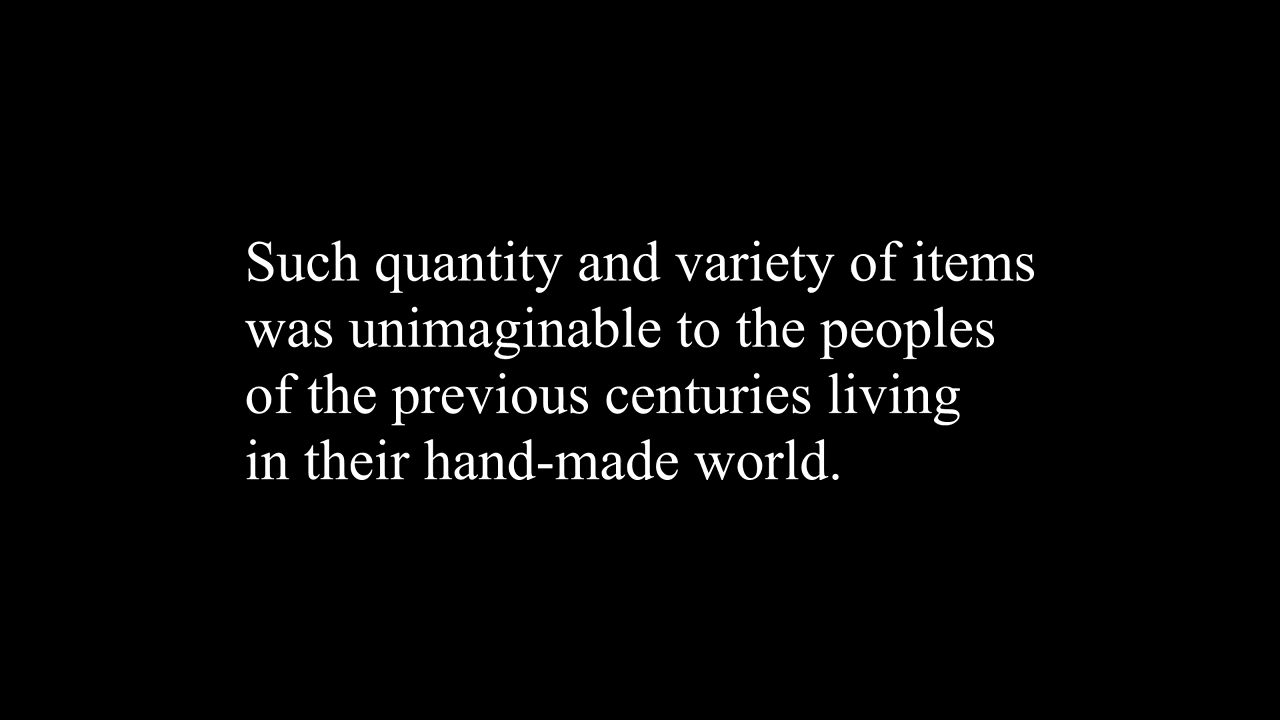 Such quantity and variety of items
was unimaginable to the peoples
of the previous centuries living
in their hand-made world.